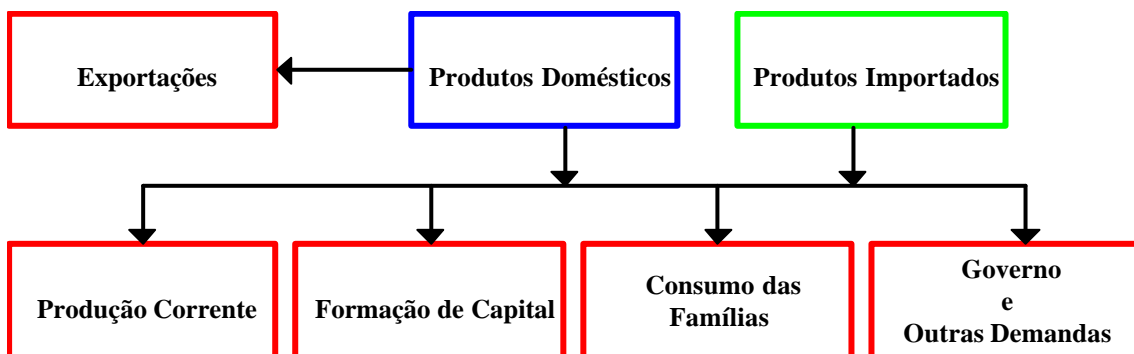 Exportações
Produtos Domésticos
Produtos Importados
Produção Corrente
Formação de Capital
Consumo das
Famílias
Governo
e
Outras Demandas